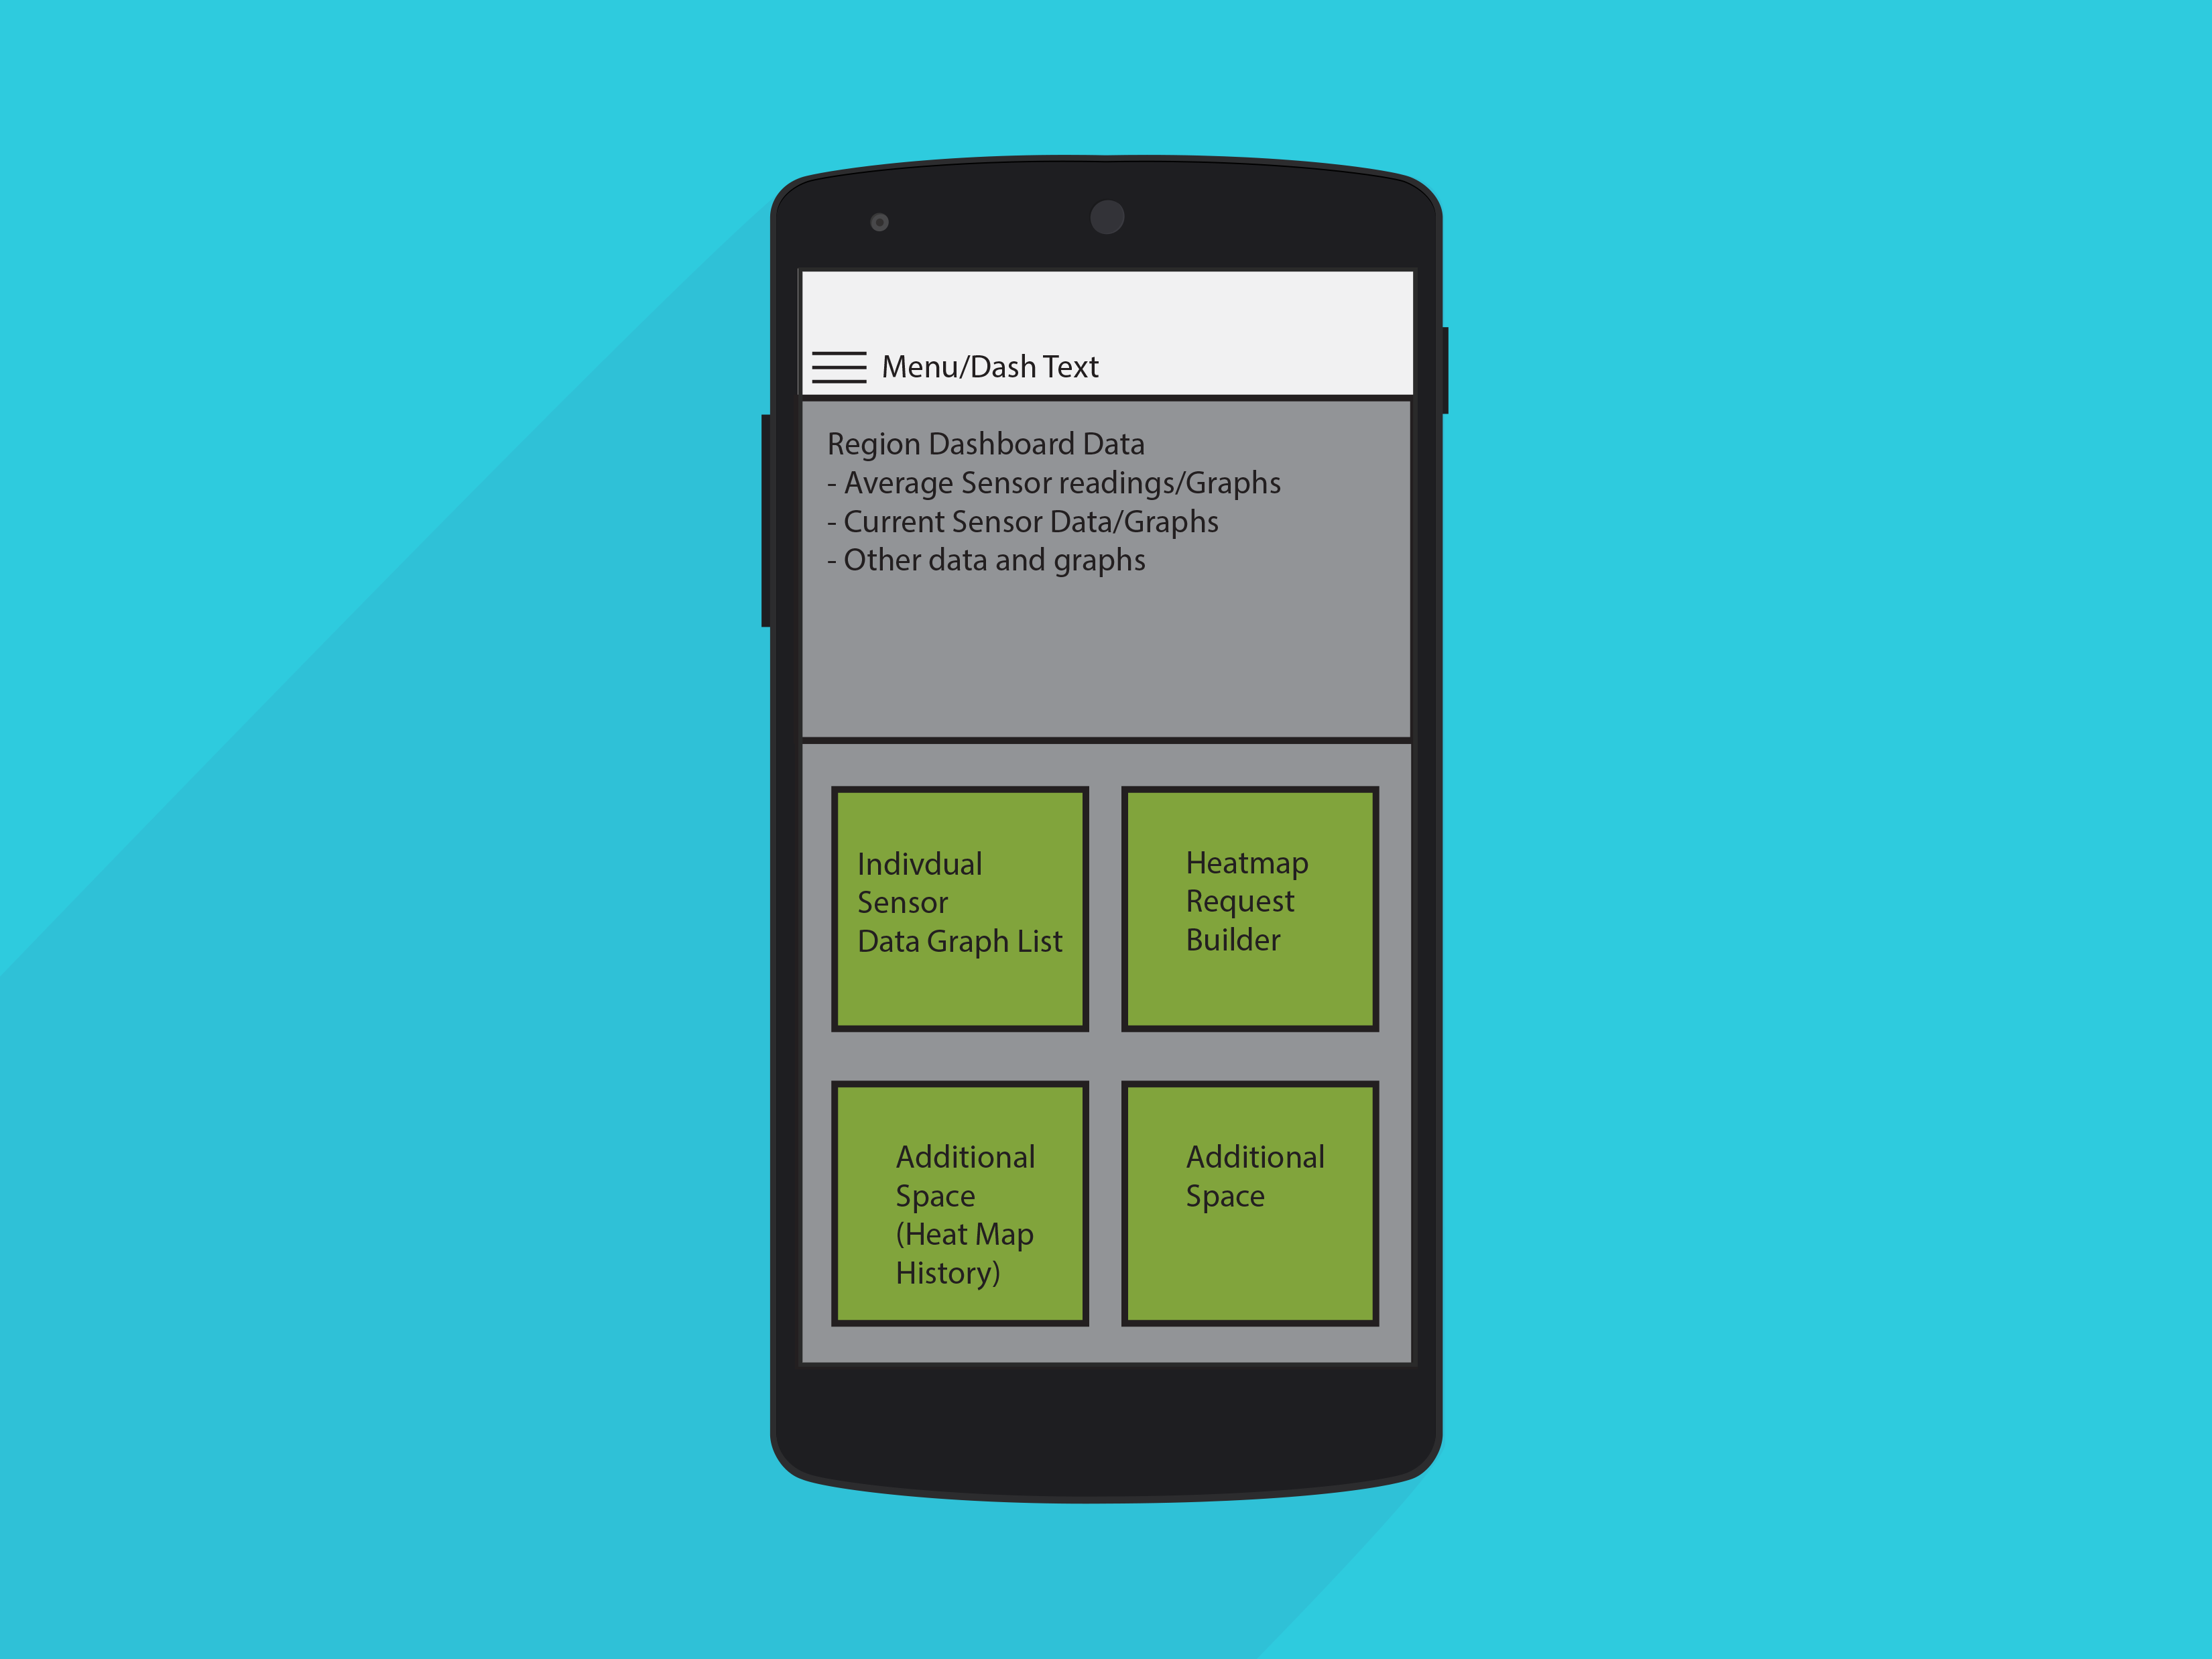 Menu/Dash Text
Region Dashboard Data
- Average Sensor readings/Graphs
- Current Sensor Data/Graphs
- Other data and graphs
Indivdual
Sensor
Data Graph List
Heatmap
Request
Builder
Additional
Space
(Heat Map
History)
Additional
Space